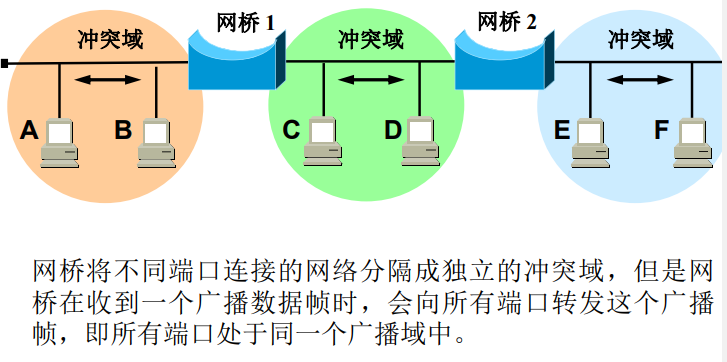 网桥 1
网桥 2
冲突域
冲突域
冲突域
A
B
C
D
E
F
网桥将不同端口连接的网络分隔成独立的冲突域，但是网
桥在收到一个广播数据帧时，会向所有端口转发这个广播
帧，即所有端口处于同一个广播域中。